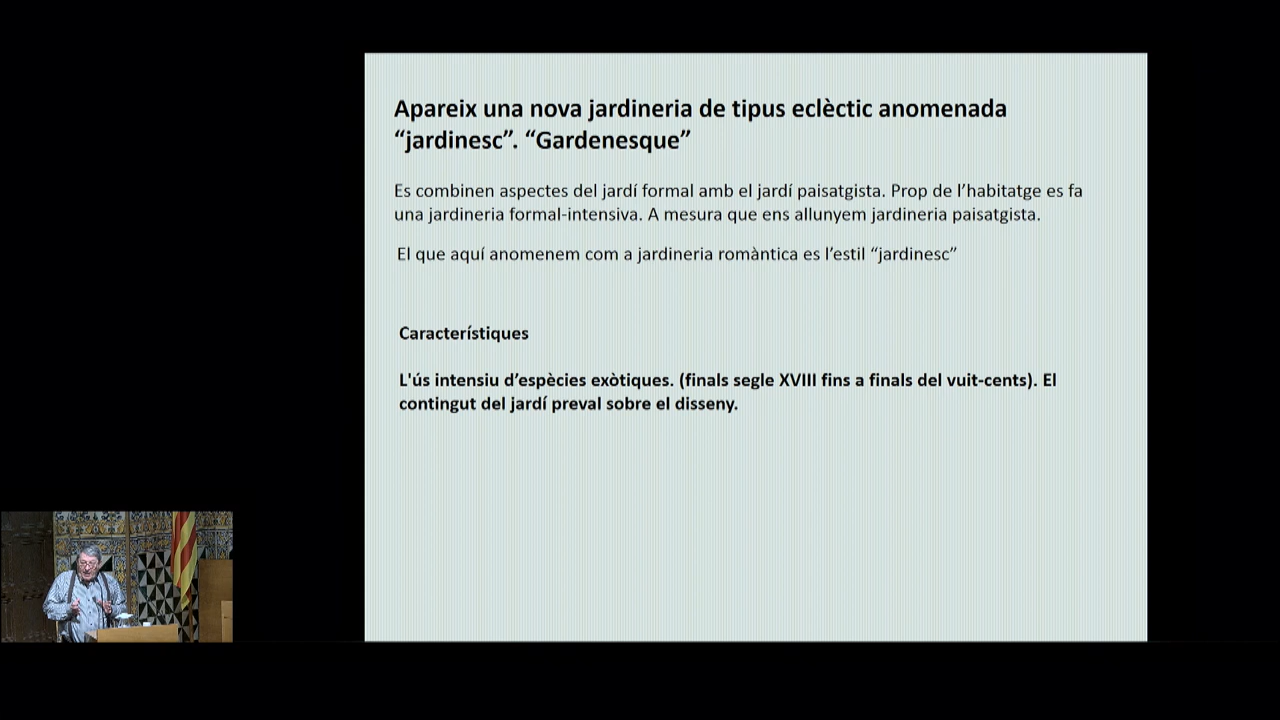 Apareix una nova jardineria de tipus eclèctic anomenada
“jardinesc”. “Gardenesque”
Es combinen aspectes del jardí formal amb el jardí paisatgista. Prop de l’habitatge es fa
una jardineria formal-intensiva. A mesura que ens allunyem jardineria paisatgista.
El que aquí anomenem com a jardineria romàntica es l’estil “jardinesc”
Característiques
L'ús intensiu d’espècies exòtiques. (finals segle XVIII fins a finals del vuit-cents). El
contingut del jardí preval sobre el disseny.